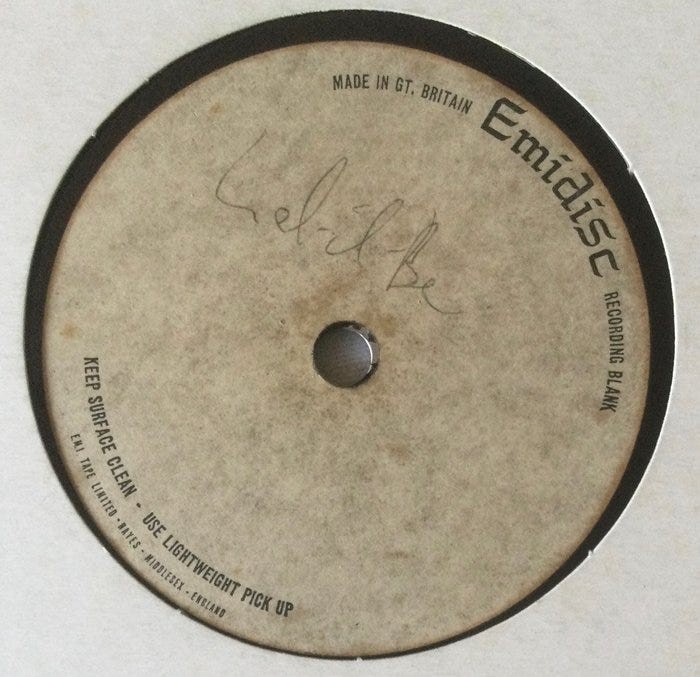 MADE IN GT. BRITAIN
Emidisc
RECORDING BLANK
Let-it-Be
KEEP SURFACE CLEAN - USE LIGHTWEIGHT PICK UP
E.M.I. TAPE LIMITED - HAYES - MIDDLESEX - ENGLAND